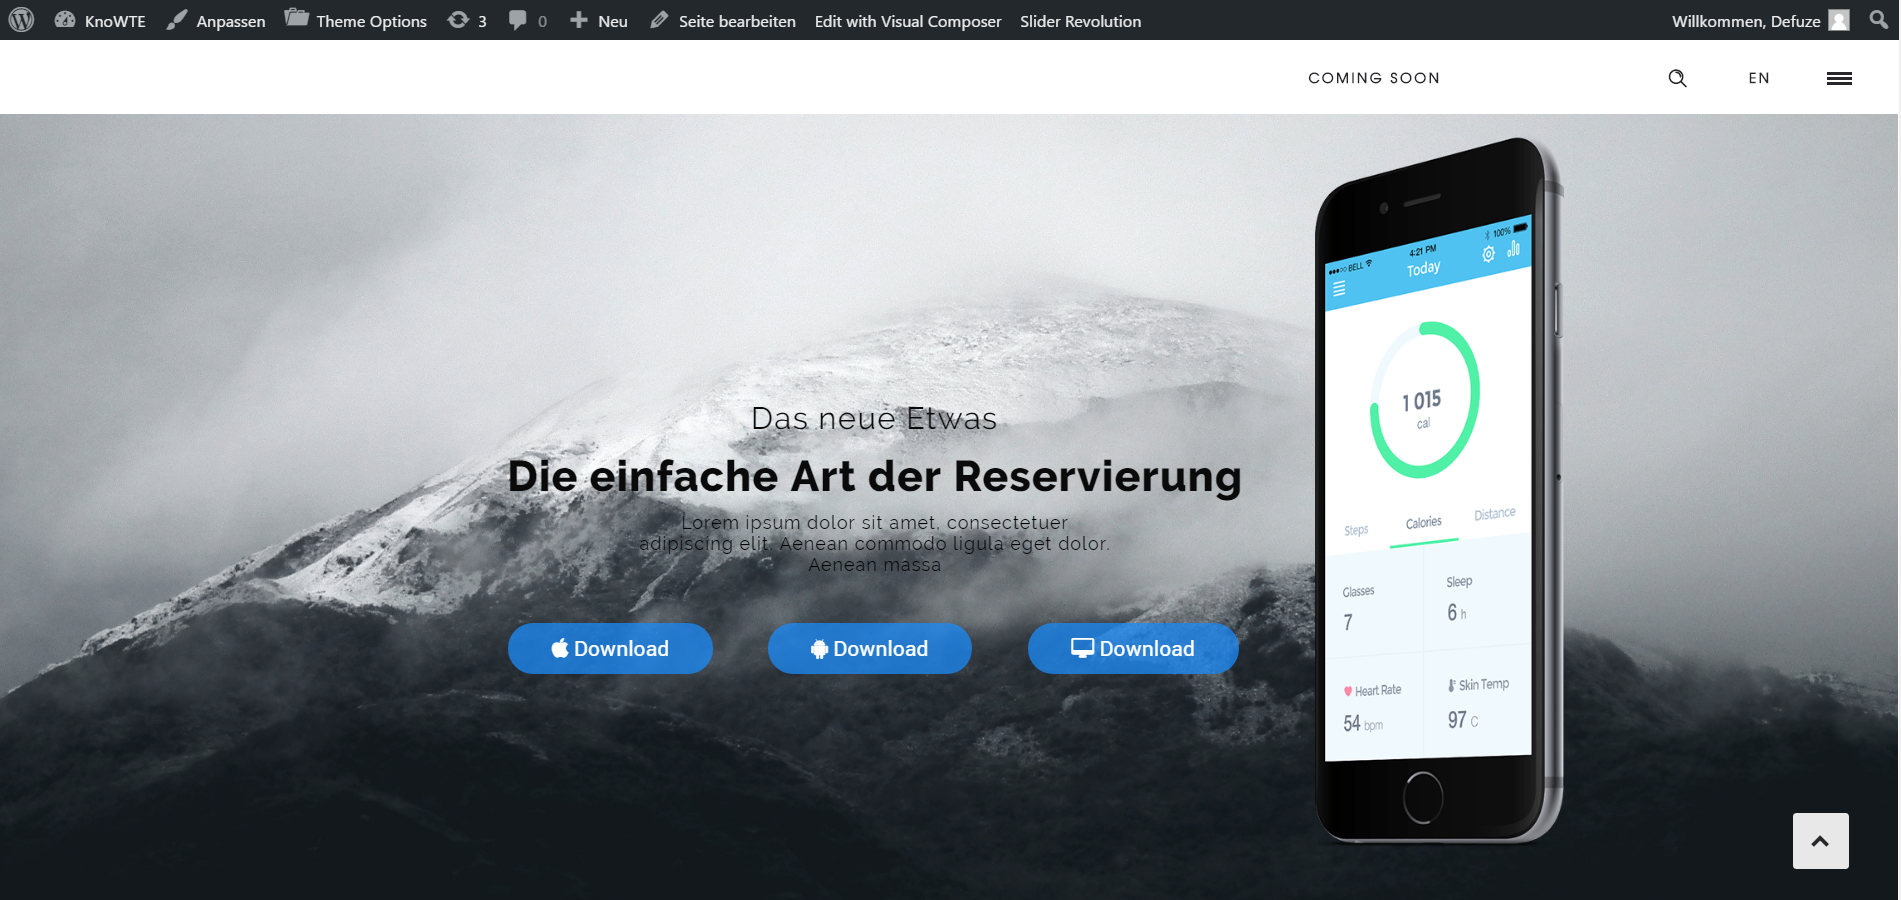 KnoWTE Anpassen Theme Options 3 0 Neu Seite bearbeiten Edit with Visual Composer Slider Revolution Willkommen, Defuze
COMING SOON EN
Das neue Etwas
Die einfache Art der Reservierung
Lorem ipsum dolor sit amet, consectetuer
adipiscing elit. Aenean commodo ligula eget dolor.
Aenean massa
Download Download Download
BELL 4:21 PM 100%
Today
1 015
cal
Steps Calories Distance
Glasses Sleep
7 6 h
Heart Rate Skin Temp
54 bpm 97 C